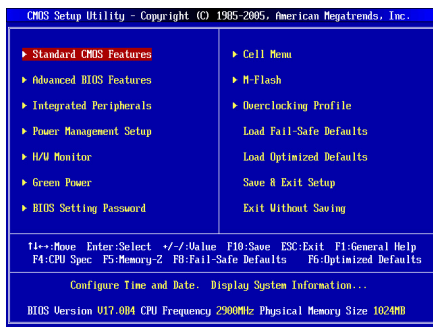 CMOS Setup Utility - Copyright (C) 1985-2005, American Megatrends, Inc.
▶ Standard CMOS Features
▶ Advanced BIOS Features
▶ Integrated Peripherals
▶ Power Management Setup
▶ H/W Monitor
▶ Green Power
▶ BIOS Setting Password
▶ Cell Menu
▶ M-Flash
▶ Overclocking Profile
Load Fail-Safe Defaults
Load Optimized Defaults
Save & Exit Setup
Exit Without Saving
↑↓←→:Move Enter:Select +/-/:Value F10:Save ESC:Exit F1:General Help
F4:CPU Spec F5:Memory-Z F8:Fail-Safe Defaults F6:Optimized Defaults
Configure Time and Date. Display System Information...
BIOS Version V17.0B4 CPU Frequency 2900MHz Physical Memory Size 1024MB